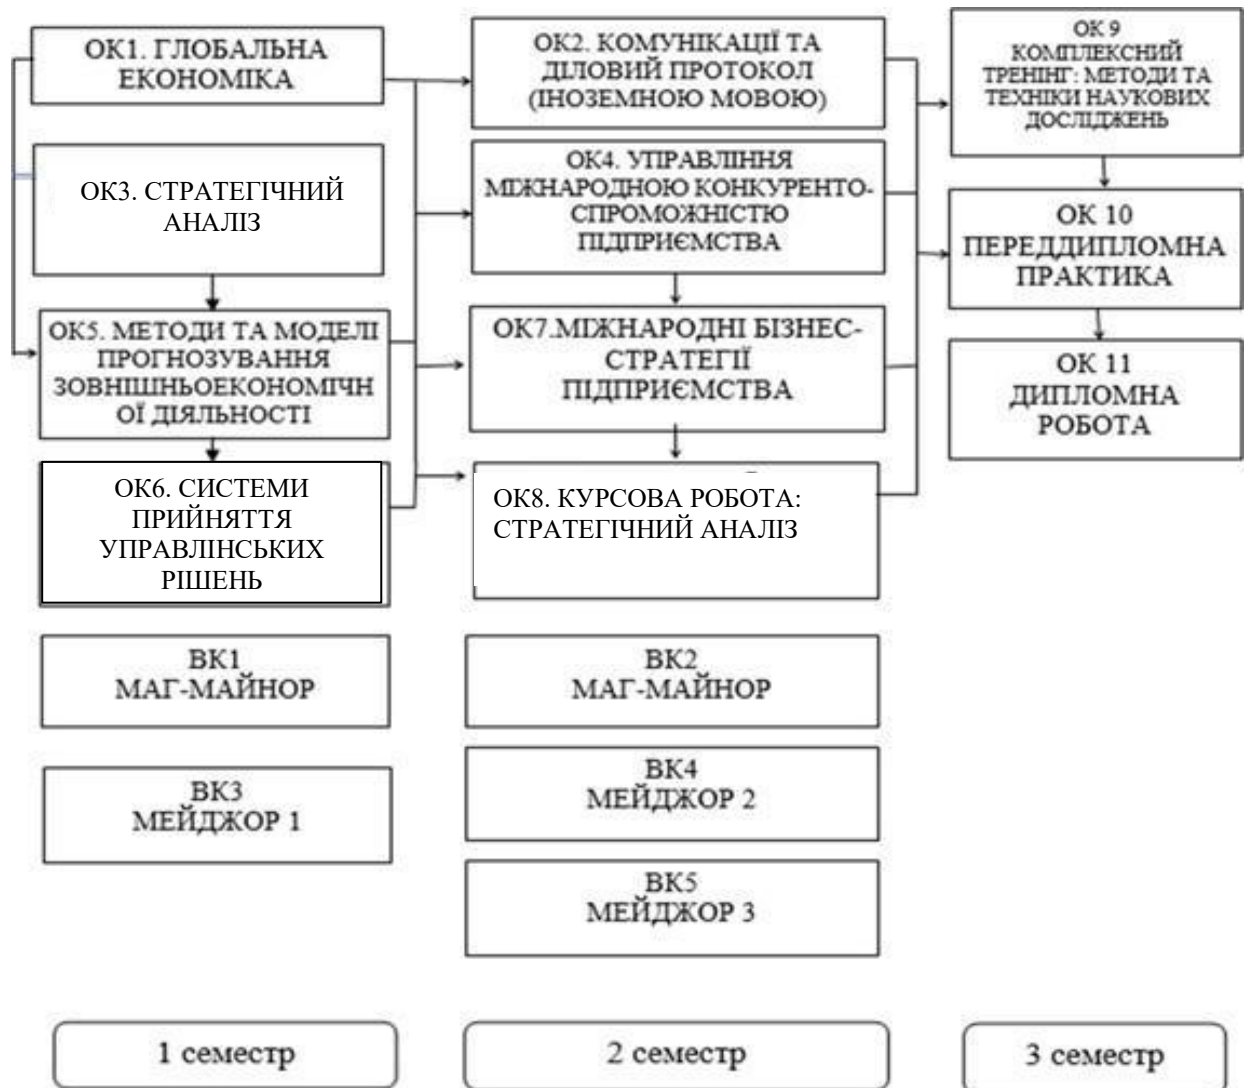 ОК1. ГЛОБАЛЬНА
ЕКОНОМІКА
ОК3. СТРАТЕГІЧНИЙ
АНАЛІЗ
ОК5. МЕТОДИ ТА МОДЕЛІ
ПРОГНОЗУВАННЯ
ЗОВНІШНЬОЕКОНОМІЧН
ОЇ ДІЯЛЬНОСТІ
ОК6. СИСТЕМИ
ПРИЙНЯТТЯ
УПРАВЛІНСЬКИХ
РІШЕНЬ
ВК1
МАГ-МАЙНОР
ВК3
МЕЙДЖОР 1
ОК2. КОМУНІКАЦІЇ ТА
ДІЛОВИЙ ПРОТОКОЛ
(ІНОЗЕМНОЮ МОВОЮ)
ОК4. УПРАВЛІННЯ
МІЖНАРОДНОЮ КОНКУРЕНТО-
СПРОМОЖНІСТЮ
ПІДПРИЄМСТВА
ОК7.МІЖНАРОДНІ БІЗНЕС-
СТРАТЕГІЇ
ПІДПРИЄМСТВА
ОК8. КУРСОВА РОБОТА:
СТРАТЕГІЧНИЙ АНАЛІЗ
ВК2
МАГ-МАЙНОР
ВК4
МЕЙДЖОР 2
ВК5
МЕЙДЖОР 3
ОК 9
КОМПЛЕКСНИЙ
ТРЕНІНГ: МЕТОДИ ТА
ТЕХНІКИ НАУКОВИХ
ДОСЛІДЖЕНЬ
ОК 10
ПЕРЕДДИПЛОМНА
ПРАКТИКА
ОК 11
ДИПЛОМНА
РОБОТА
1 семестр
2 семестр
3 семестр